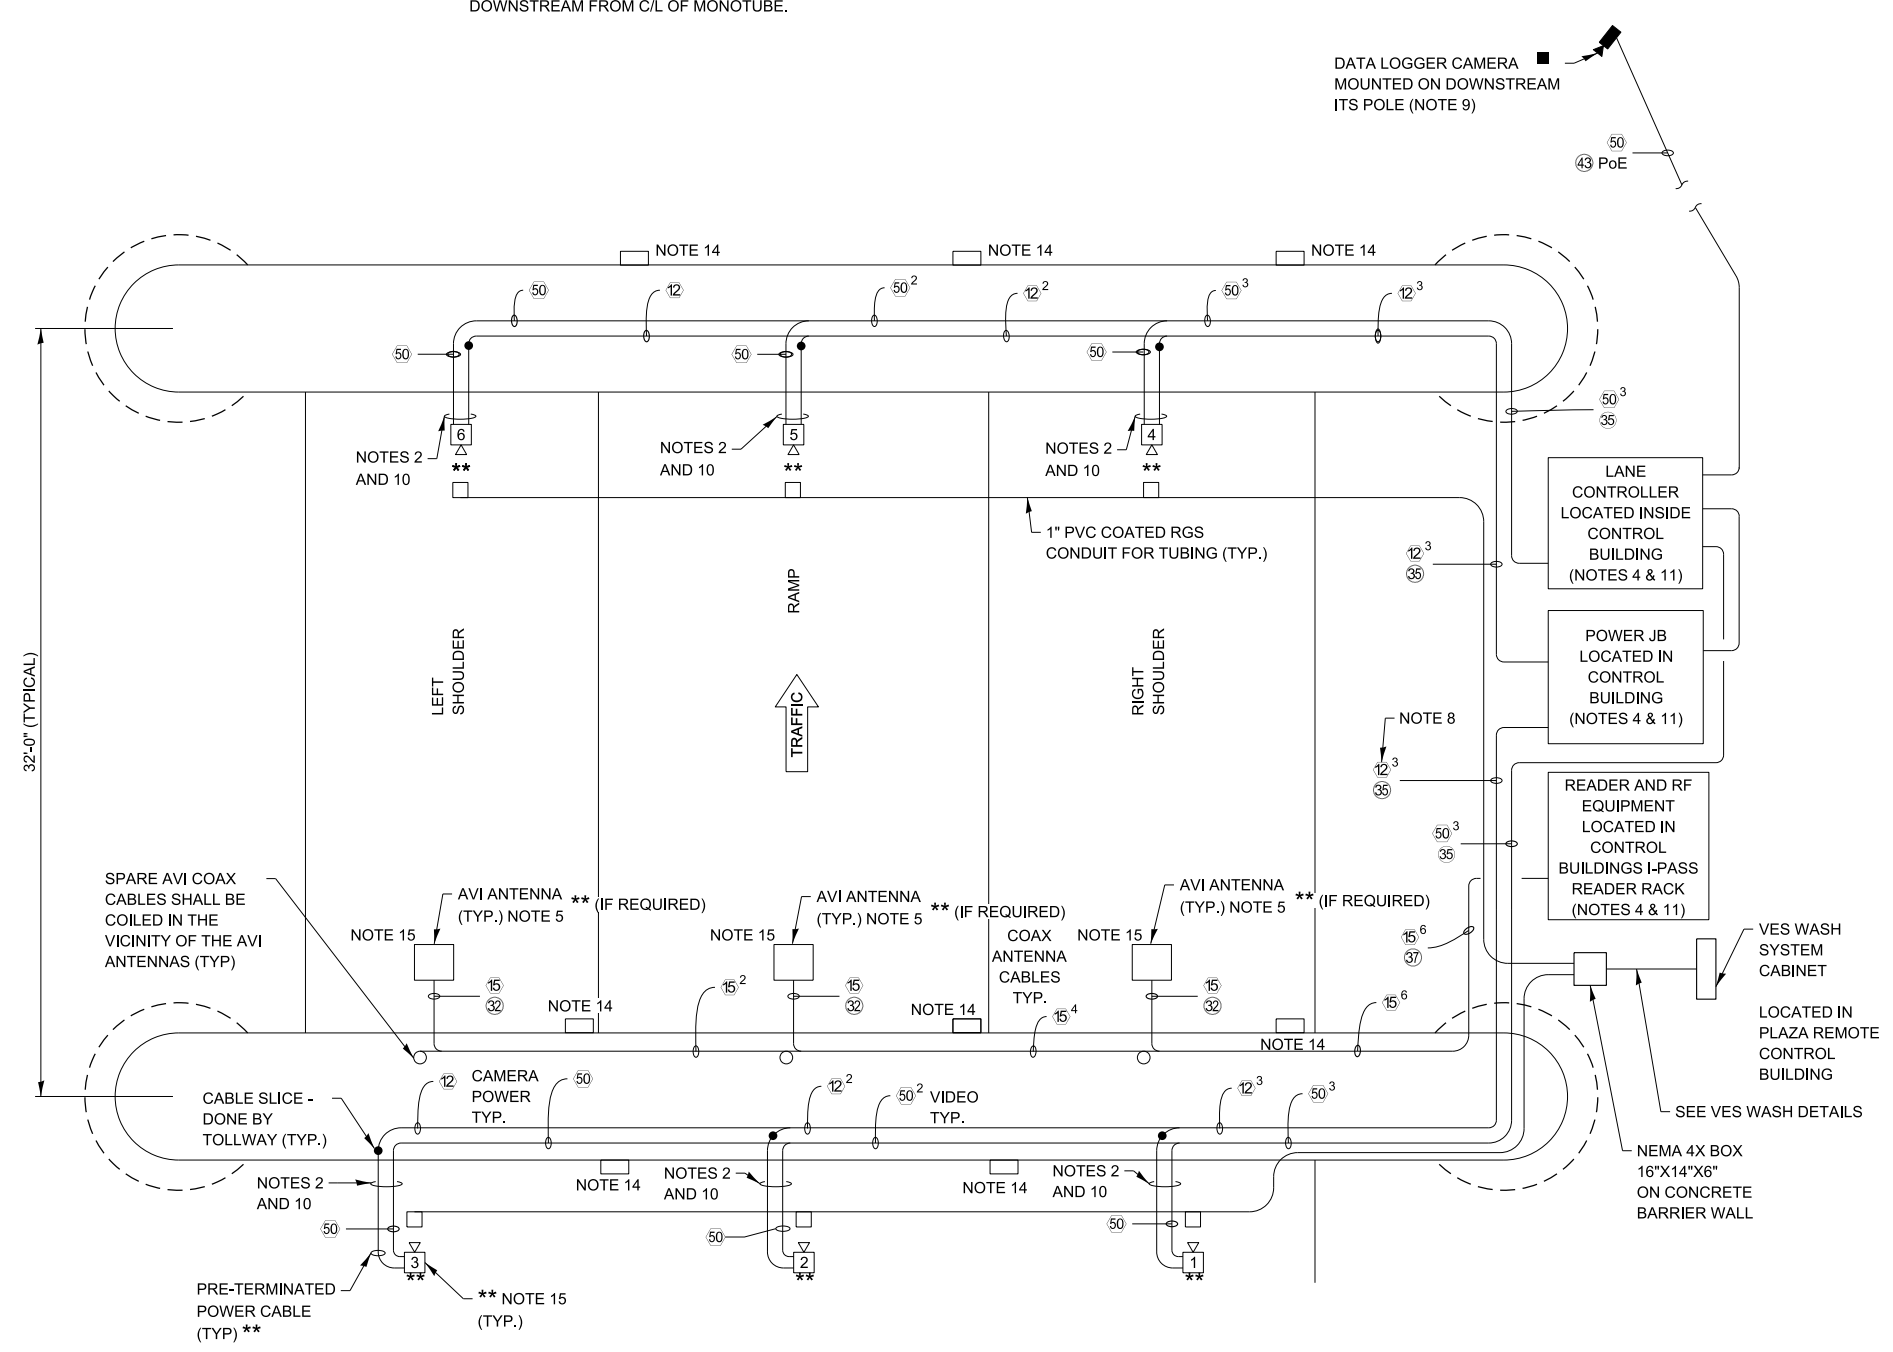 DOWNSTREAM FROM C/L OF MONOTUBE.
DATA LOGGER CAMERA
MOUNTED ON DOWNSTREAM
ITS POLE (NOTE 9)
50
43 PoE
NOTE 14
NOTE 14
NOTE 14
50
12
50 2
12 2
50 3
12 3
50
50
50
50 3
35
6
5
4
NOTES 2
AND 10
NOTES 2
AND 10
NOTES 2
AND 10
**
**
**
1" PVC COATED RGS
CONDUIT FOR TUBING (TYP.)
LANE
CONTROLLER
LOCATED INSIDE
CONTROL
BUILDING
(NOTES 4 & 11)
12 3
35
32'-0" (TYPICAL)
LEFT
SHOULDER
RAMP
TRAFFIC
RIGHT
SHOULDER
POWER JB
LOCATED IN
CONTROL
BUILDING
(NOTES 4 & 11)
NOTE 8
12 3
35
READER AND RF
EQUIPMENT
LOCATED IN
CONTROL
BUILDINGS I-PASS
READER RACK
(NOTES 4 & 11)
50 3
35
SPARE AVI COAX
CABLES SHALL BE
COILED IN THE
VICINITY OF THE AVI
ANTENNAS (TYP)
AVI ANTENNA
(TYP.) NOTE 5
** (IF REQUIRED)
AVI ANTENNA
(TYP.) NOTE 5
** (IF REQUIRED)
AVI ANTENNA
(TYP.) NOTE 5
** (IF REQUIRED)
NOTE 15
NOTE 15
NOTE 15
COAX
ANTENNA
CABLES
TYP.
15 6
37
VES WASH
SYSTEM
CABINET
LOCATED IN
PLAZA REMOTE
CONTROL
BUILDING
15
32
15
32
15
32
15 2
15 4
15 6
NOTE 14
NOTE 14
NOTE 14
CABLE SLICE -
DONE BY
TOLLWAY (TYP.)
12
CAMERA
POWER
TYP.
50
12 2
50 2
VIDEO
TYP.
12 3
50 3
SEE VES WASH DETAILS
NEMA 4X BOX
16"X14"X6"
ON CONCRETE
BARRIER WALL
NOTES 2
AND 10
NOTE 14
NOTES 2
AND 10
NOTE 14
NOTES 2
AND 10
50
50
50
3
2
1
**
**
**
PRE-TERMINATED
POWER CABLE
(TYP) **
** NOTE 15
(TYP.)